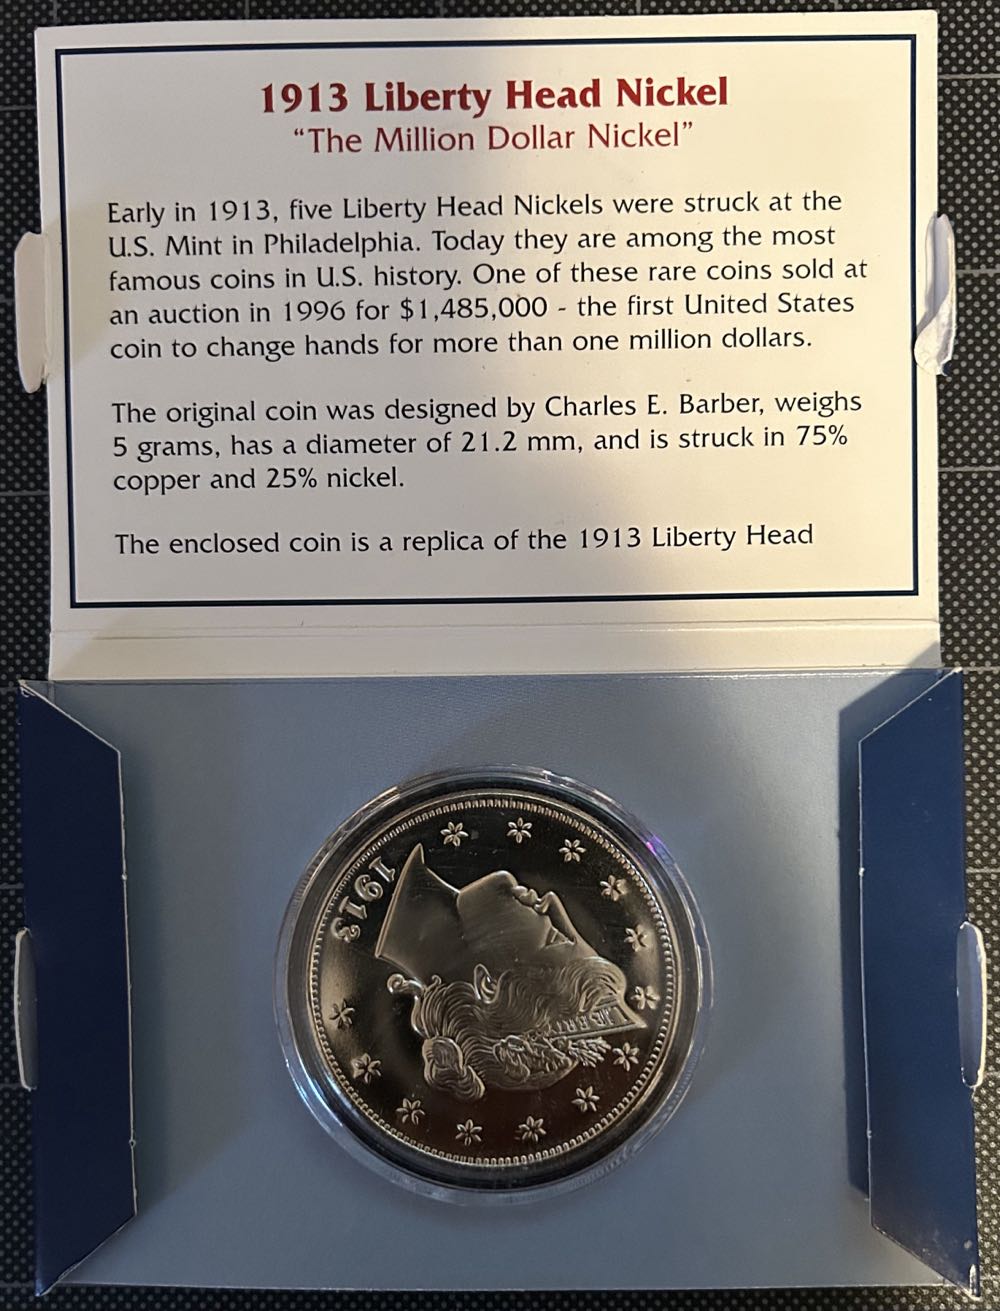 1913 Liberty Head Nickel
“The Million Dollar Nickel”
Early in 1913, five Liberty Head Nickels were struck at the
U.S. Mint in Philadelphia. Today they are among the most
famous coins in U.S. history. One of these rare coins sold at
an auction in 1996 for $1,485,000 - the first United States
coin to change hands for more than one million dollars.
The original coin was designed by Charles E. Barber, weighs
5 grams, has a diameter of 21.2 mm, and is struck in 75%
copper and 25% nickel.
The enclosed coin is a replica of the 1913 Liberty Head
1913
LIBERTY